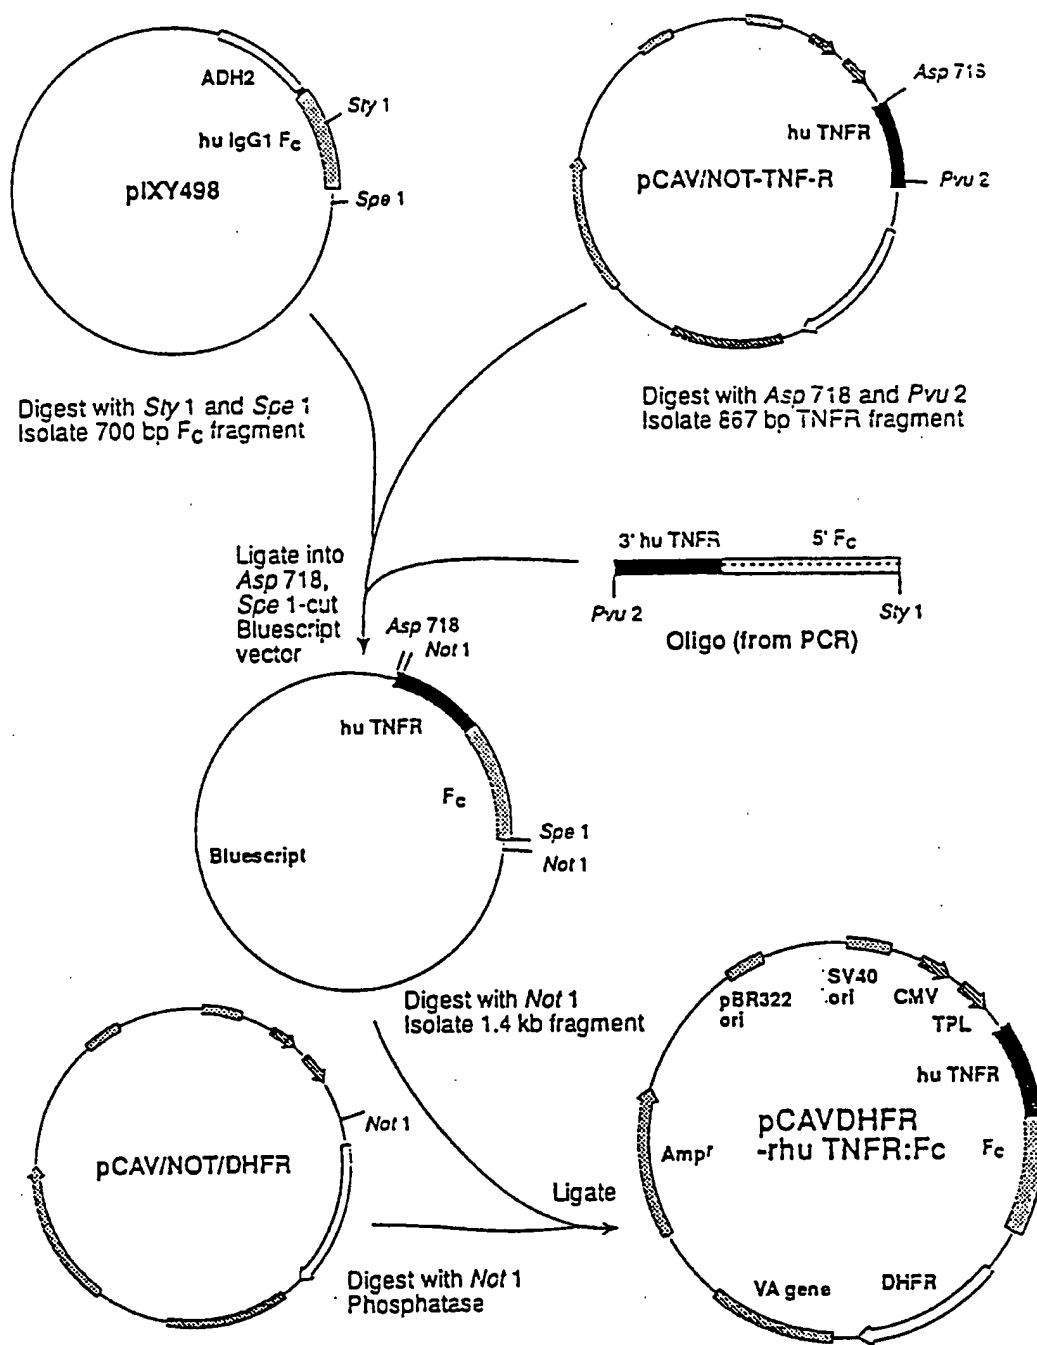 ADH2
Sty 1
hu IgG1 Fc
pIXY498
Spe 1
Asp 718
hu TNFR
pCAV/NOT-TNF-R
Pvu 2
Digest with Sty 1 and Spe 1
Isolate 700 bp Fc fragment
Digest with Asp 718 and Pvu 2
Isolate 867 bp TNFR fragment
3' hu TNFR
5' Fc
Pvu 2
Sty 1
Oligo (from PCR)
Ligate into
Asp 718,
Spe 1-cut
Bluescript
vector
Asp 718
Not 1
hu TNFR
Fc
Spe 1
Not 1
Bluescript
Digest with Not 1
Isolate 1.4 kb fragment
Not 1
pCAV/NOT/DHFR
Digest with Not 1
Phosphatase
Ligate
pBR322
ori
SV40
ori
CMV
TPL
hu TNFR
pCAVDHFR
-rhu TNFR:Fc
Fc
Ampr
VA gene
DHFR